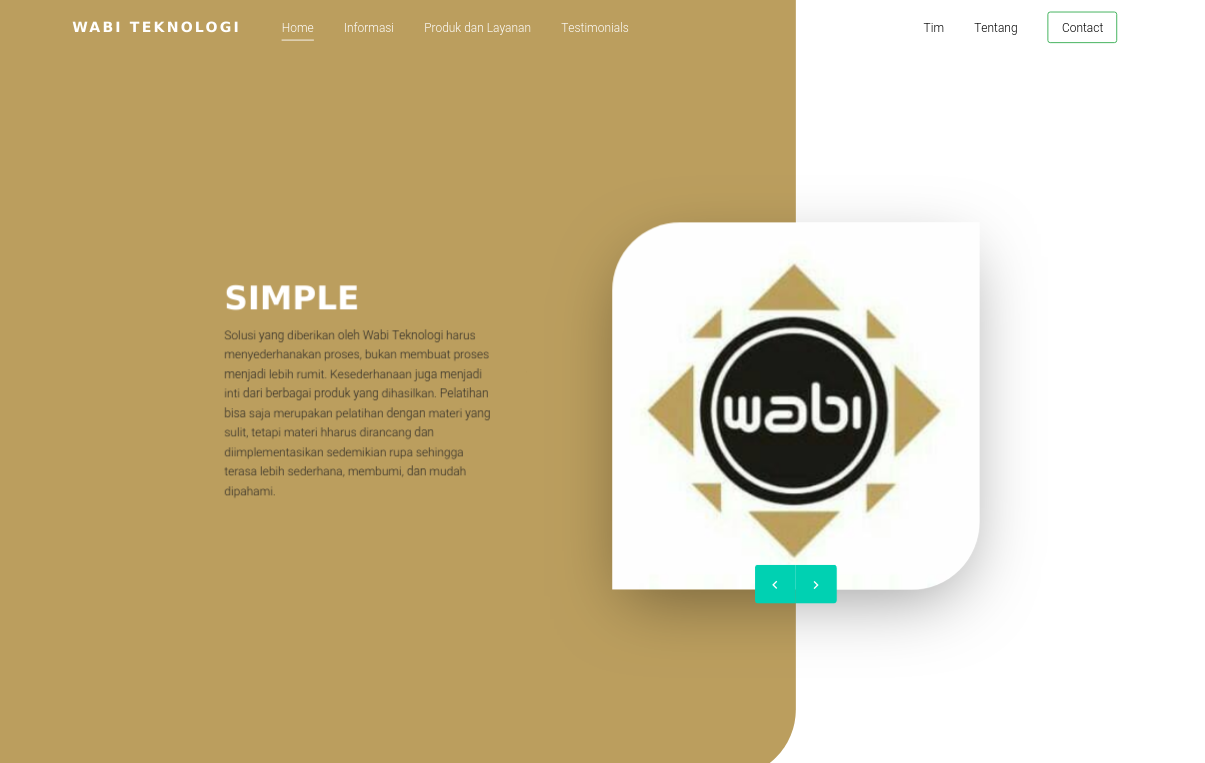 WABI TEKNOLOGI
Home
Informasi
Produk dan Layanan
Testimonials
Tim
Tentang
Contact
SIMPLE
Solusi yang diberikan oleh Wabi Teknologi harus
menyederhanakan proses, bukan membuat proses
menjadi lebih rumit. Kesederhanaan juga menjadi
inti dari berbagai produk yang dihasilkan. Pelatihan
bisa saja merupakan pelatihan dengan materi yang
sulit, tetapi materi hharus dirancang dan
diimplementasikan sedemikian rupa sehingga
terasa lebih sederhana, membumi, dan mudah
dipahami.
wabi